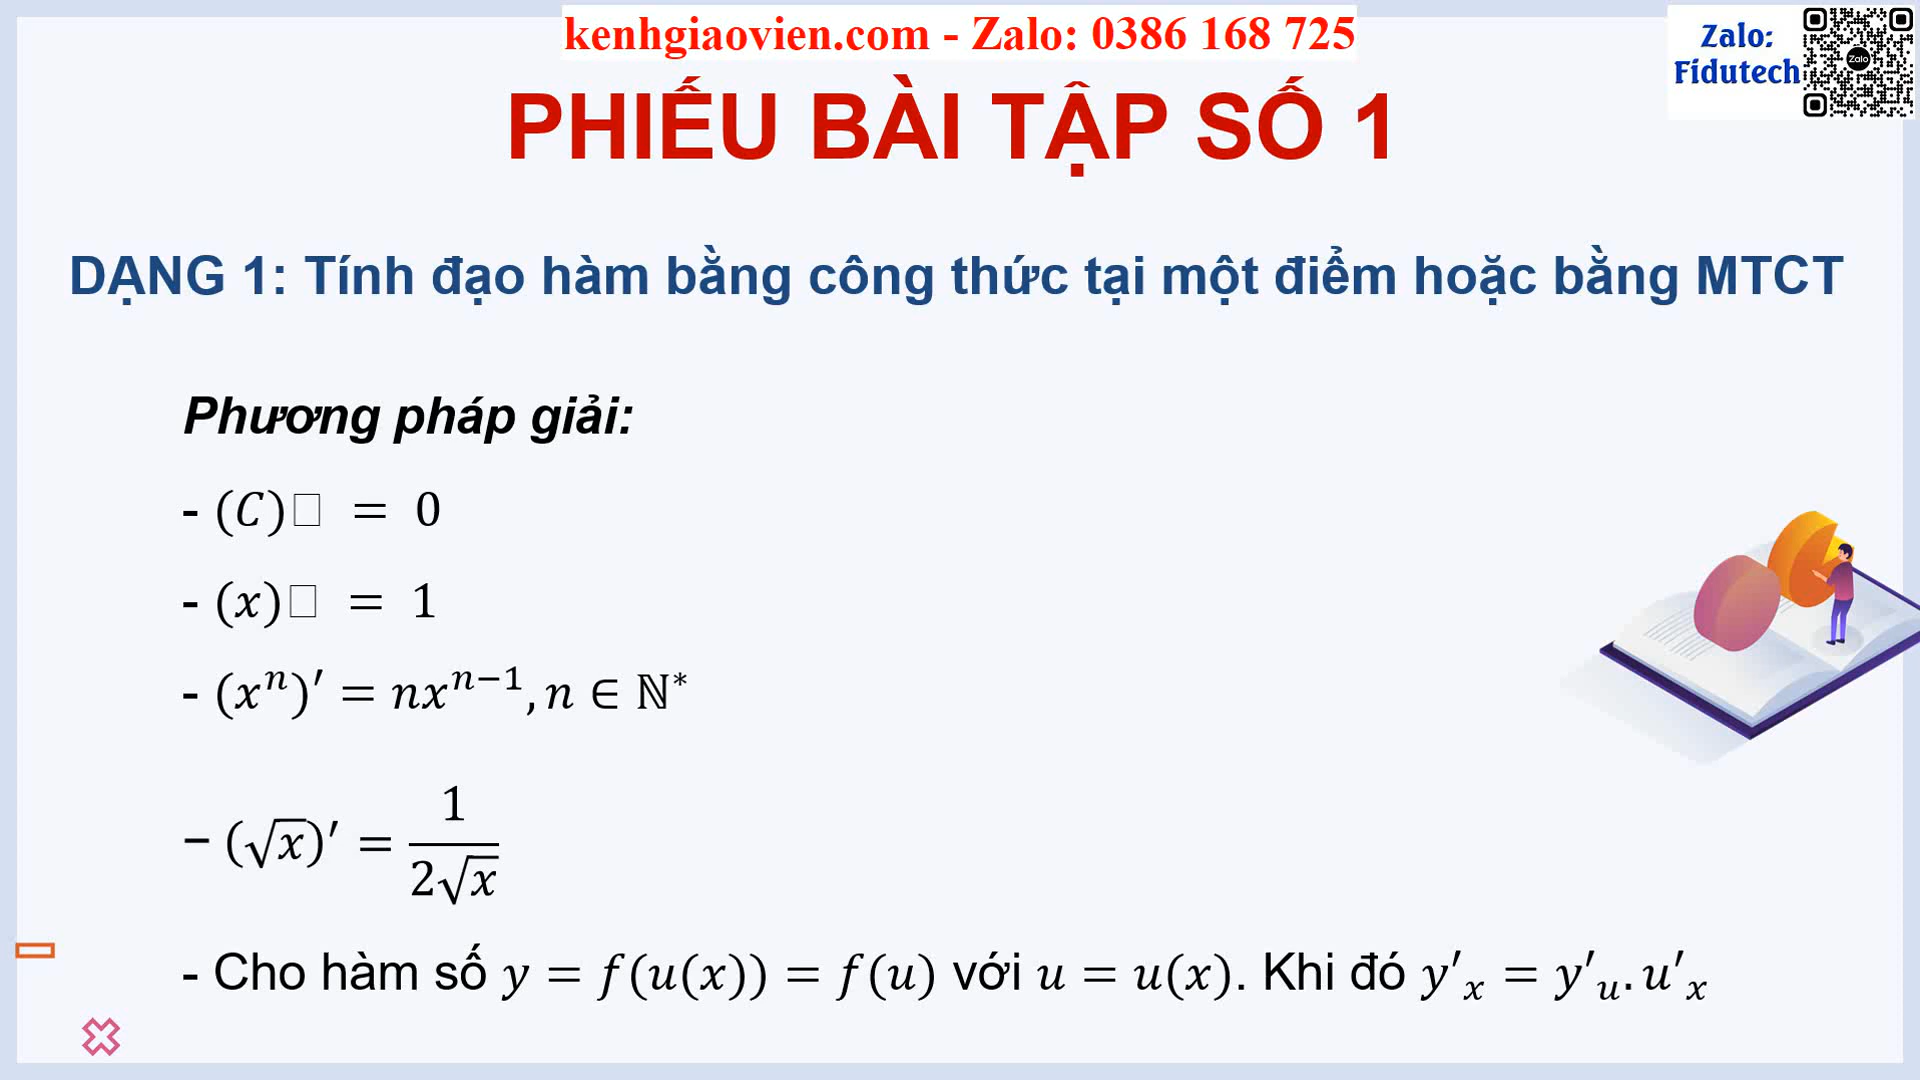 kenhgiaovien.com - Zalo: 0386 168 725
Zalo:
Fidutech
Zalo
PHIẾU BÀI TẬP SỐ 1
DẠNG 1: Tính đạo hàm bằng công thức tại một điểm hoặc bằng MTCT
Phương pháp giải:
- (C)□ = 0
- (x)□ = 1
- (xⁿ)′ = nxⁿ⁻¹, n ∈ ℕ*
− (√x)′ = 1/(2√x)
- Cho hàm số y = f(u(x)) = f(u) với u = u(x). Khi đó y′ₓ = y′ᵤ.u′ₓ